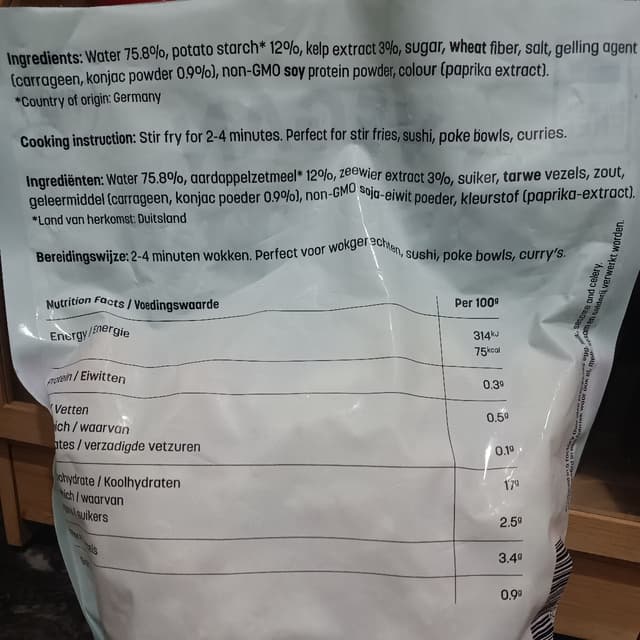 Ingredients: Water 75.8%, potato starch* 12%, kelp extract 3%, sugar, wheat fiber, salt, gelling agent
(carrageen, konjac powder 0.9%), non-GMO soy protein powder, colour (paprika extract).
*Country of origin: Germany
Cooking instruction: Stir fry for 2-4 minutes. Perfect for stir fries, sushi, poke bowls, curries.
Ingrediënten: Water 75.8%, aardappelzetmeel* 12%, zeewier extract 3%, suiker, tarwe vezels, zout,
geleermiddel (carrageen, konjac poeder 0.9%), non-GMO soja-eiwit poeder, kleurstof (paprika-extract).
*Land van herkomst: Duitsland
Bereidingswijze: 2-4 minuten wokken. Perfect voor wokgerechten, sushi, poke bowls, curry's.
Nutrition Facts / Voedingswaarde Per 100g
Energy / Energie 314kJ
75kcal
/ Eiwitten 0.3g
Vetten 0.5g
/ waarvan
/ verzadigde vetzuren 0.1g
/ Koolhydraten 17g
/ waarvan
suikers 2.5g
3.4g
0.9g
and celery.
verwerkt worden.